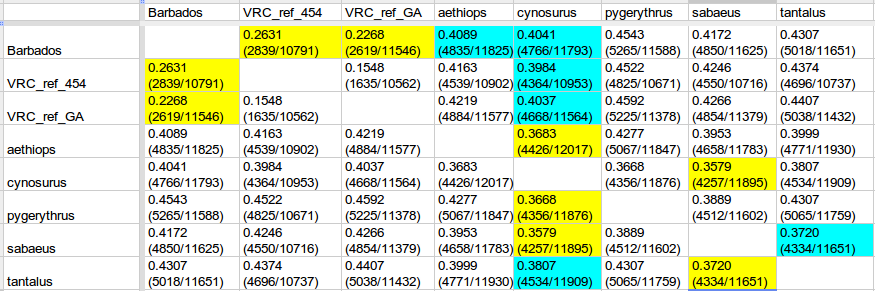 Barbados VRC_ref_454 VRC_ref_GA aethiops cynosurus pygerythrus sabaeus tantalus
0.2631 0.2268 0.4089 0.4041 0.4543 0.4172 0.4307
Barbados (2839/10791) (2619/11546) (4835/11825) (4766/11793) (5265/11588) (4850/11625) (5018/11651)
0.2631 0.1548 0.4163 0.3984 0.4522 0.4246 0.4374
VRC_ref_454 (2839/10791) (1635/10562) (4539/10902) (4364/10953) (4825/10671) (4550/10716) (4696/10737)
0.2268 0.1548 0.4219 0.4037 0.4592 0.4266 0.4407
VRC_ref_GA (2619/11546) (1635/10562) (4884/11577) (4668/11564) (5225/11378) (4854/11379) (5038/11432)
0.4089 0.4163 0.4219 0.3683 0.4277 0.3953 0.3999
aethiops (4835/11825) (4539/10902) (4884/11577) (4426/12017) (5067/11847) (4658/11783) (4771/11930)
0.4041 0.3984 0.4037 0.3683 0.3668 0.3579 0.3807
cynosurus (4766/11793) (4364/10953) (4668/11564) (4426/12017) (4356/11876) (4257/11895) (4534/11909)
0.4543 0.4522 0.4592 0.4277 0.3668 0.3889 0.4307
pygerythrus (5265/11588) (4825/10671) (5225/11378) (5067/11847) (4356/11876) (4512/11602) (5065/11759)
0.4172 0.4246 0.4266 0.3953 0.3579 0.3889 0.3720
sabaeus (4850/11625) (4550/10716) (4854/11379) (4658/11783) (4257/11895) (4512/11602) (4334/11651)
0.4307 0.4374 0.4407 0.3999 0.3807 0.4307 0.3720
tantalus (5018/11651) (4696/10737) (5038/11432) (4771/11930) (4534/11909) (5065/11759) (4334/11651)